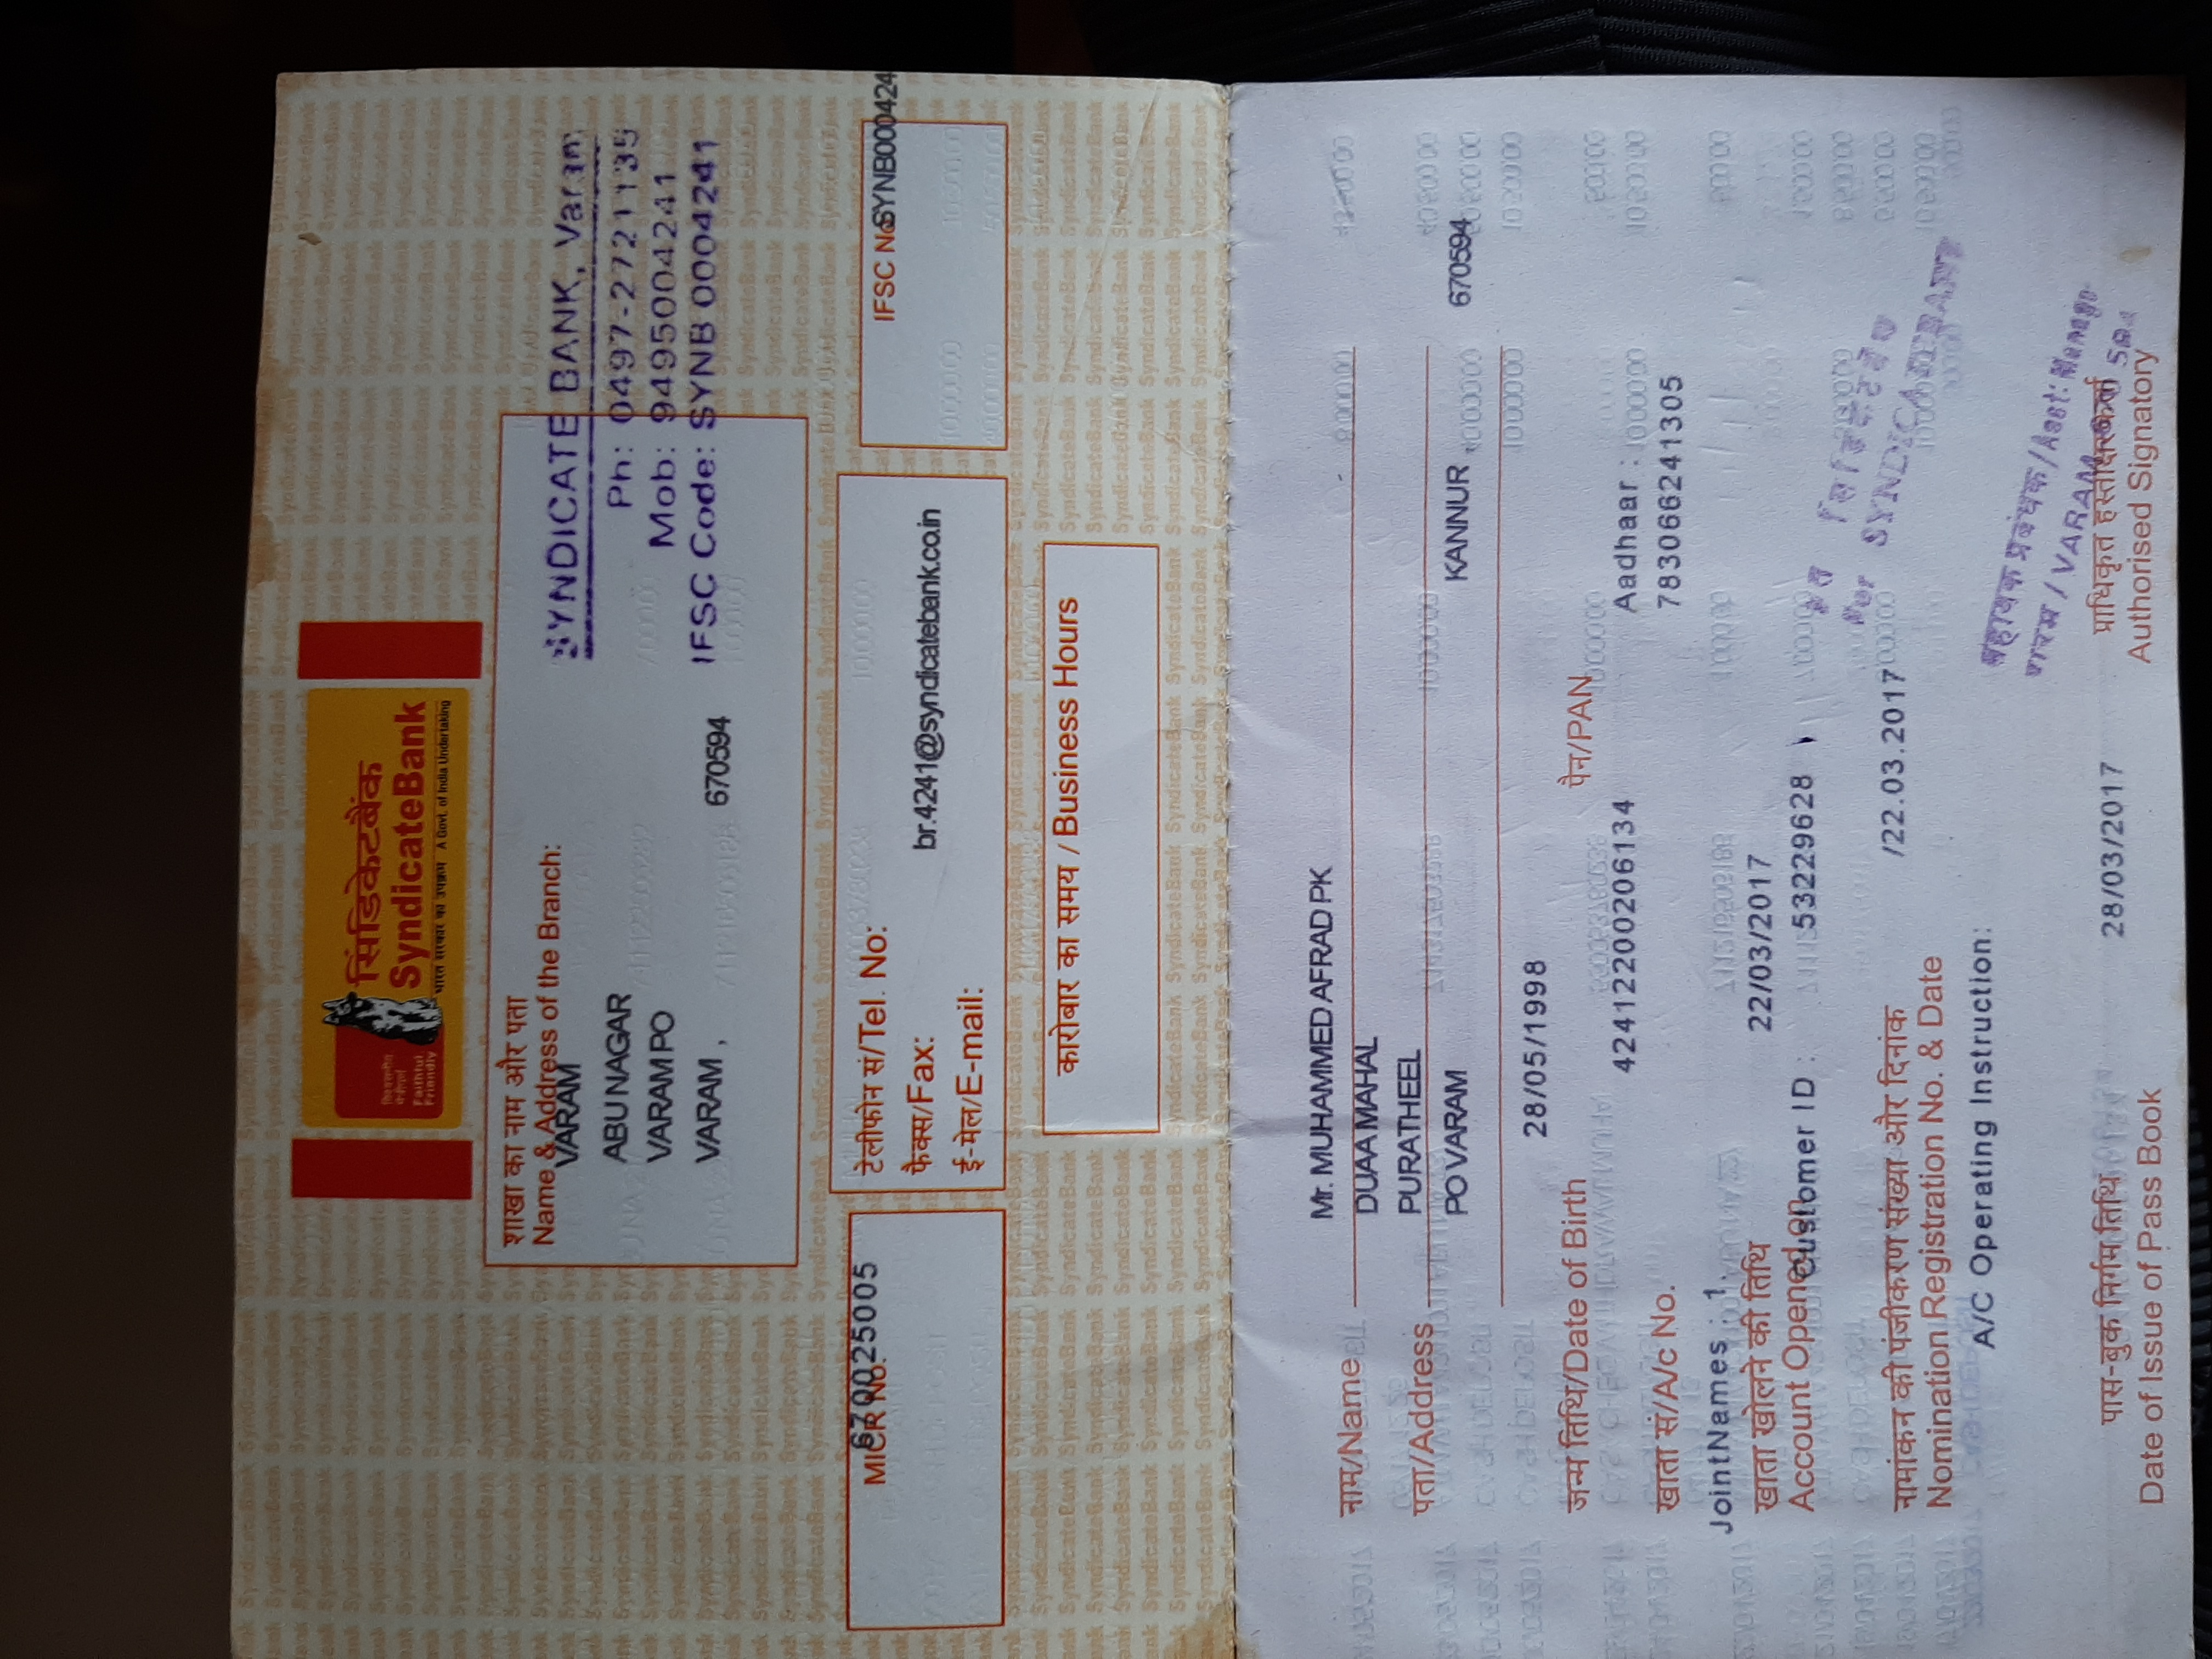 विश्वसनीय
Faithful
Friendly
सिंडिकेटबैंक
SyndicateBank
भारत सरकार का उपक्रम A Govt. of India Undertaking
शाखा का नाम और पता
Name & Address of the Branch:
VARAM
ABU NAGAR
VARAM PO
VARAM , 670594
SYNDICATE BANK, Varam
Ph: 0497-2721135
Mob: 9495004241
IFSC Code: SYNB 0004241
MICR No. 670025005
टेलीफोन सं/Tel. No:
फैक्स/Fax:
br.4241@syndicatebank.co.in
ई-मेल/E-mail:
IFSC No SYNB000424
कारोबार का समय / Business Hours
Mr. MUHAMMED AFRAD PK
नाम/Name
DUAA MAHAL
पता/Address PURATHEEL
PO VARAM KANNUR , 670594
28/05/1998
जन्म तिथि/Date of Birth पैन/PAN
42412200206134 Aadhaar :
खाता सं/A/c No. 783066241305
JointNames : 1.
खाता खोलने की तिथि 22/03/2017
Account Opened on Customer ID : 53229628
कृते सिंडिकेटबैंक
For SYNDICATEBANK
नामांकन की पंजीकरण संख्या और दिनांक /22.03.2017
Nomination Registration No. & Date
A/C Operating Instruction:
सहायक प्रबंधक/Asst: Manage
वारम / VARAM 594
पास-बुक निर्गम तिथि 28/03/2017 प्राधिकृत हस्ताक्षरकर्ता
Date of Issue of Pass Book Authorised Signatory